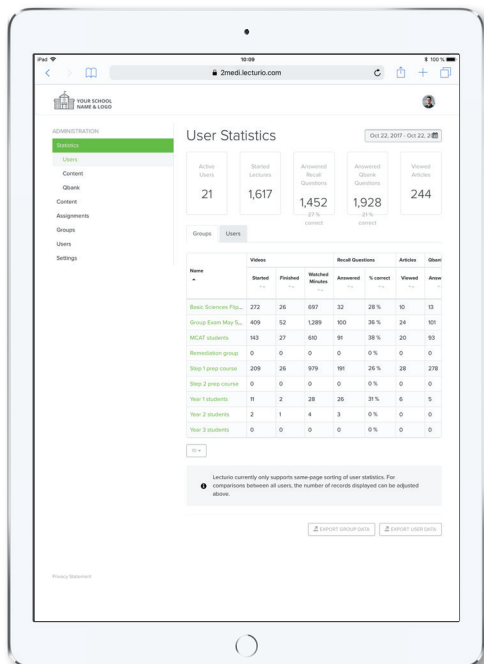 iPad
10:09
100 %
2medi.lecturio.com
YOUR SCHOOL
NAME & LOGO
ADMINISTRATION
Statistics
Users
Content
Qbank
Content
Assignments
Groups
Users
Settings
User Statistics
Oct 22, 2017 - Oct 22, 20
Active
Users
21
Started
Lectures
1,617
Answered
Recall
Questions
1,452
27 %
correct
Answered
Qbank
Questions
1,928
21 %
correct
Viewed
Articles
244
Groups Users
Videos Recall Questions Articles Qban
Name Started Finished Watched Minutes Answered % correct Viewed Answ
Basic Sciences Flip... 272 26 697 32 28 % 10 13
Group Exam May 5... 409 52 1,289 100 36 % 24 101
MCAT students 143 27 610 91 38 % 20 93
Remediation group 0 0 0 0 0 % 0 0
Step 1 prep course 209 26 979 191 26 % 28 278
Step 2 prep course 0 0 0 0 0 % 0 0
Year 1 students 11 2 28 26 31 % 6 5
Year 2 students 2 1 4 3 0 % 0 0
Year 3 students 0 0 0 0 0 % 0 0
10
Lecturio currently only supports same-page sorting of user statistics. For
comparisons between all users, the number of records displayed can be adjusted
above.
EXPORT GROUP DATA EXPORT USER DATA
Privacy Statement